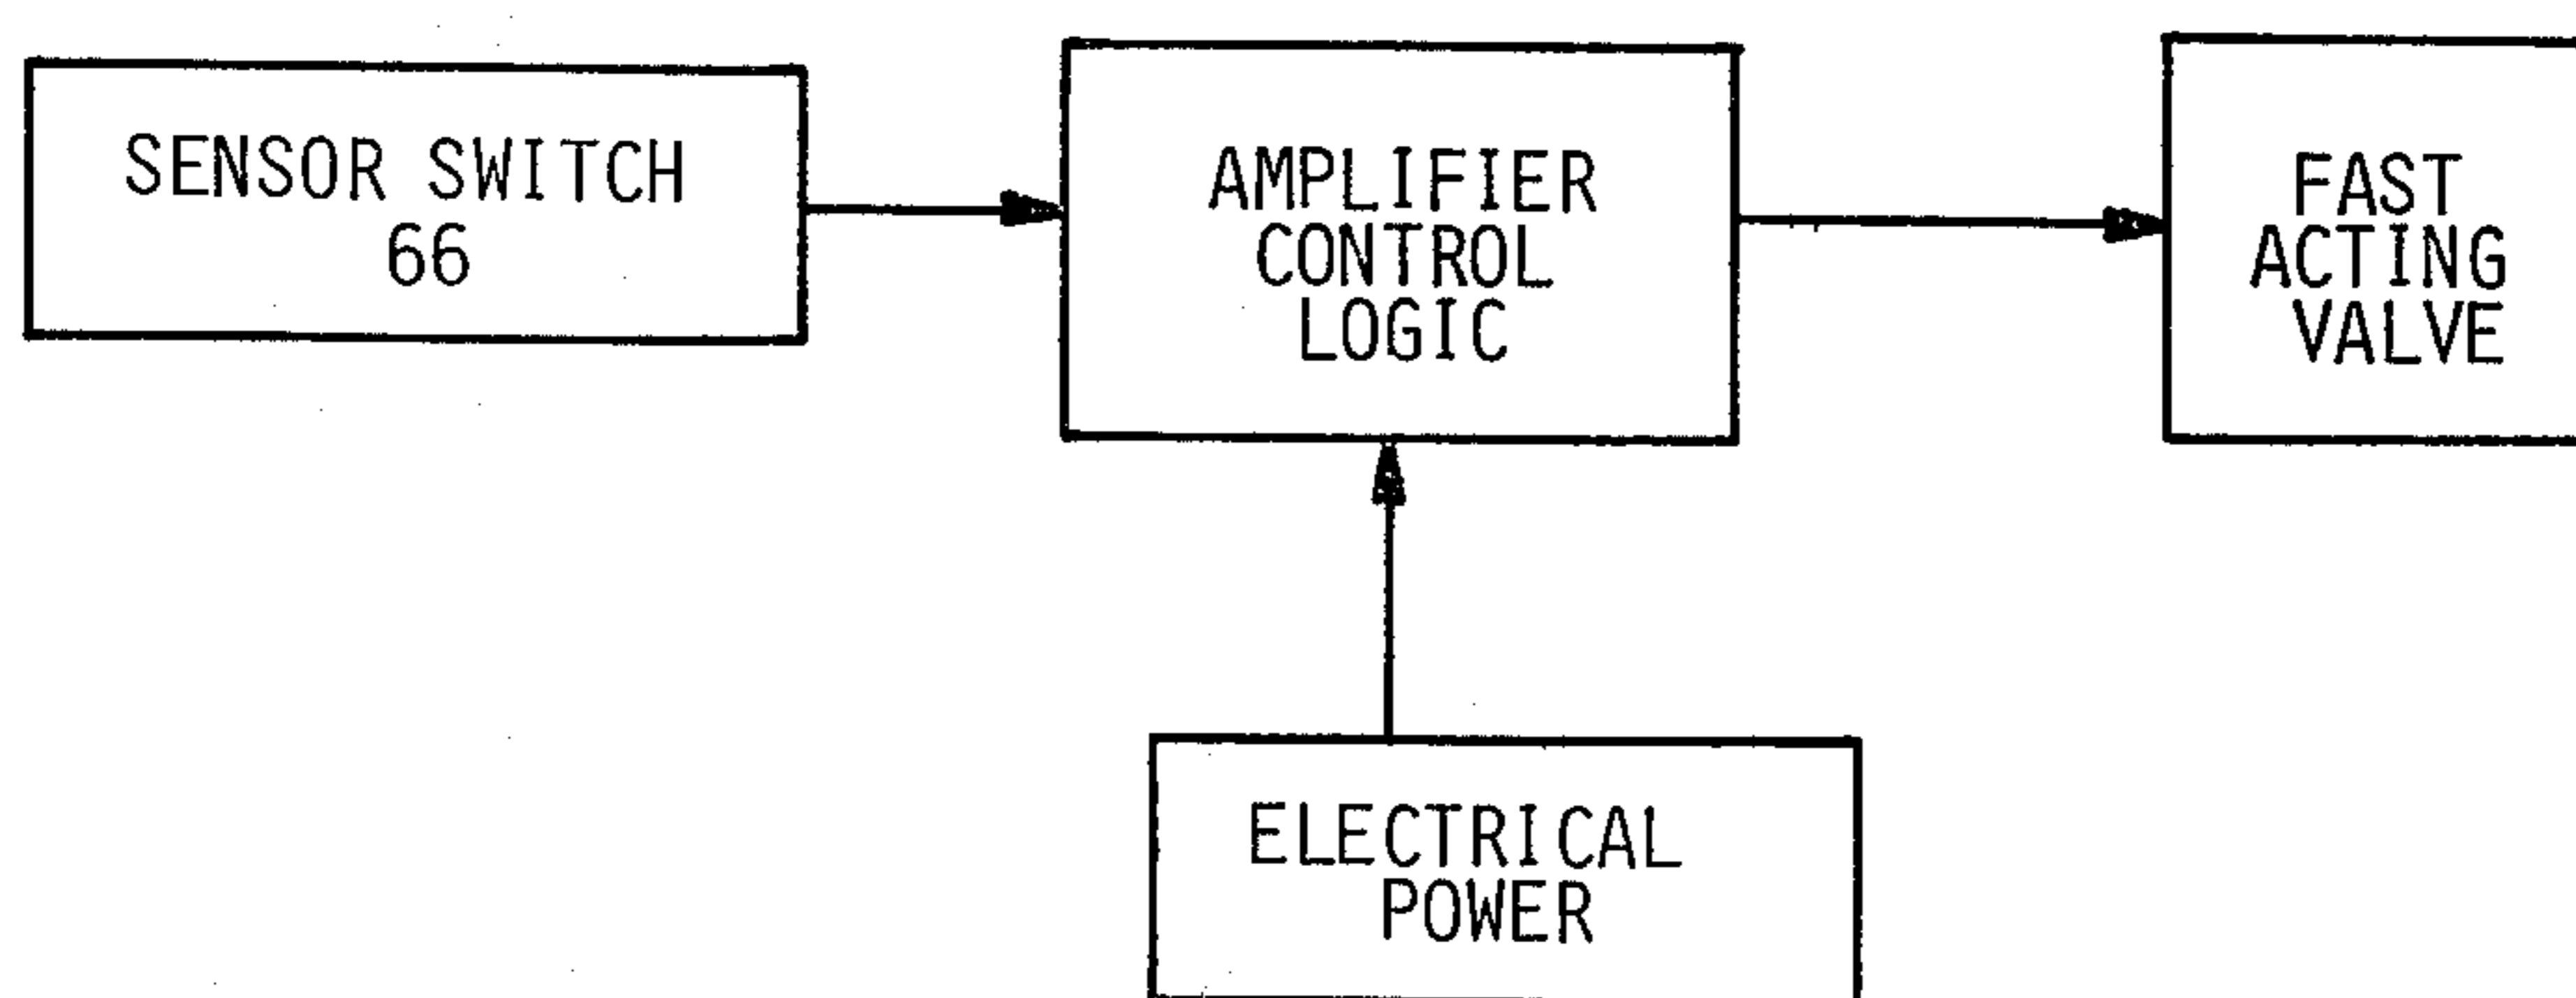 SENSOR SWITCH
66
AMPLIFIER
CONTROL
LOGIC
FAST
ACTING
VALVE
ELECTRICAL
POWER